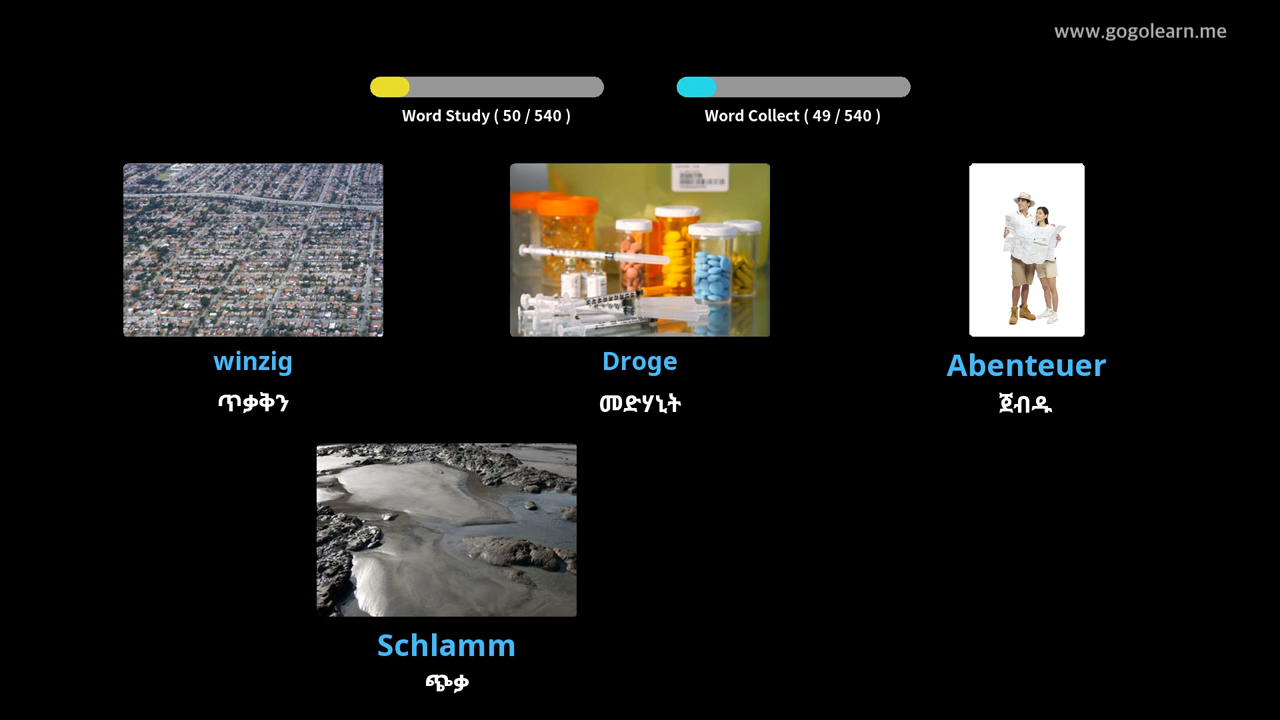 www.gogolearn.me
Word Study ( 50 / 540 )
Word Collect ( 49 / 540 )
winzig
ጥቃቅን
Droge
መድሃኒት
Abenteuer
ጀብዱ
Schlamm
ጭቃ